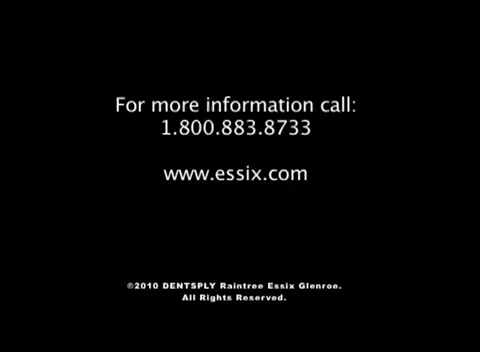 For more information call:
1.800.883.8733
www.essix.com
©2010 DENTSPLY Raintree Essix Glenroe.
All Rights Reserved.